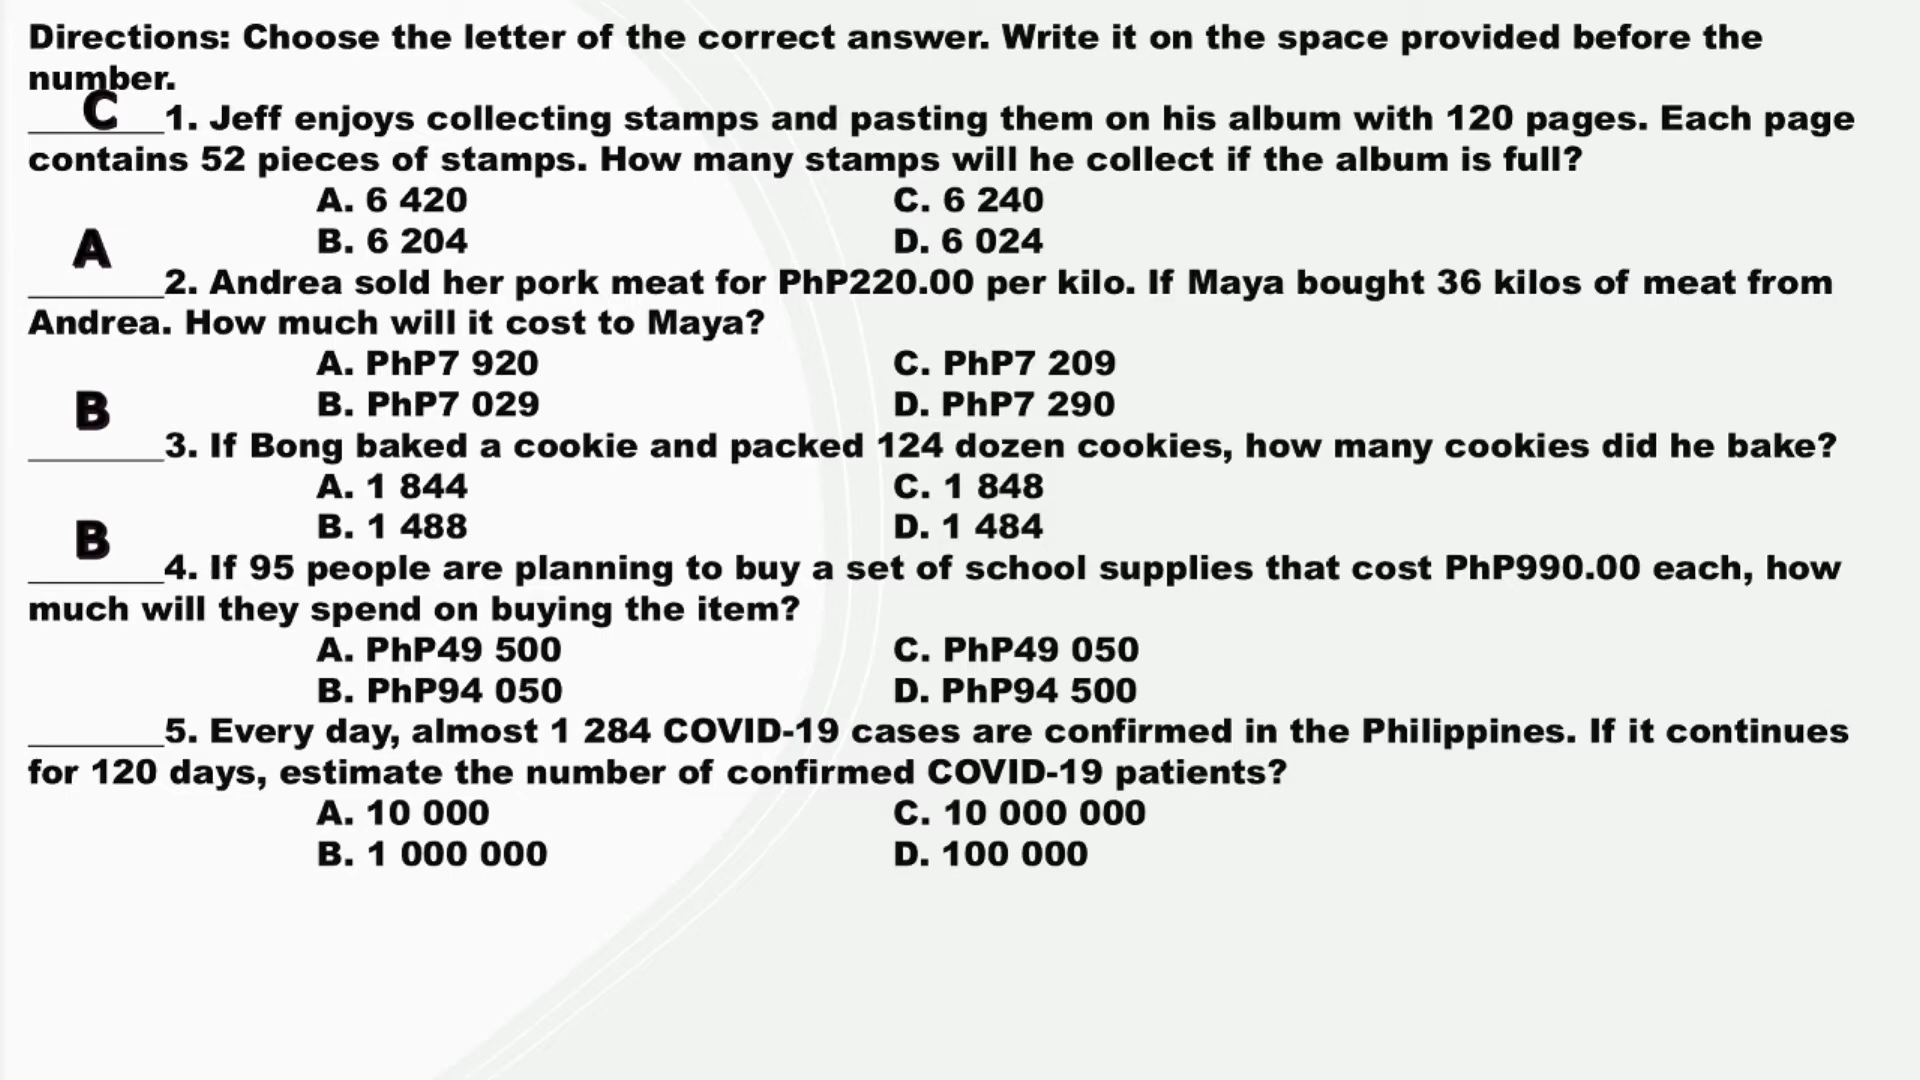 Directions: Choose the letter of the correct answer. Write it on the space provided before the
number.
C
_______1. Jeff enjoys collecting stamps and pasting them on his album with 120 pages. Each page
contains 52 pieces of stamps. How many stamps will he collect if the album is full?
A. 6 420 C. 6 240
B. 6 204 D. 6 024
A
_______2. Andrea sold her pork meat for PhP220.00 per kilo. If Maya bought 36 kilos of meat from
Andrea. How much will it cost to Maya?
A. PhP7 920 C. PhP7 209
B. PhP7 029 D. PhP7 290
B
_______3. If Bong baked a cookie and packed 124 dozen cookies, how many cookies did he bake?
A. 1 844 C. 1 848
B. 1 488 D. 1 484
B
_______4. If 95 people are planning to buy a set of school supplies that cost PhP990.00 each, how
much will they spend on buying the item?
A. PhP49 500 C. PhP49 050
B. PhP94 050 D. PhP94 500
_______5. Every day, almost 1 284 COVID-19 cases are confirmed in the Philippines. If it continues
for 120 days, estimate the number of confirmed COVID-19 patients?
A. 10 000 C. 10 000 000
B. 1 000 000 D. 100 000